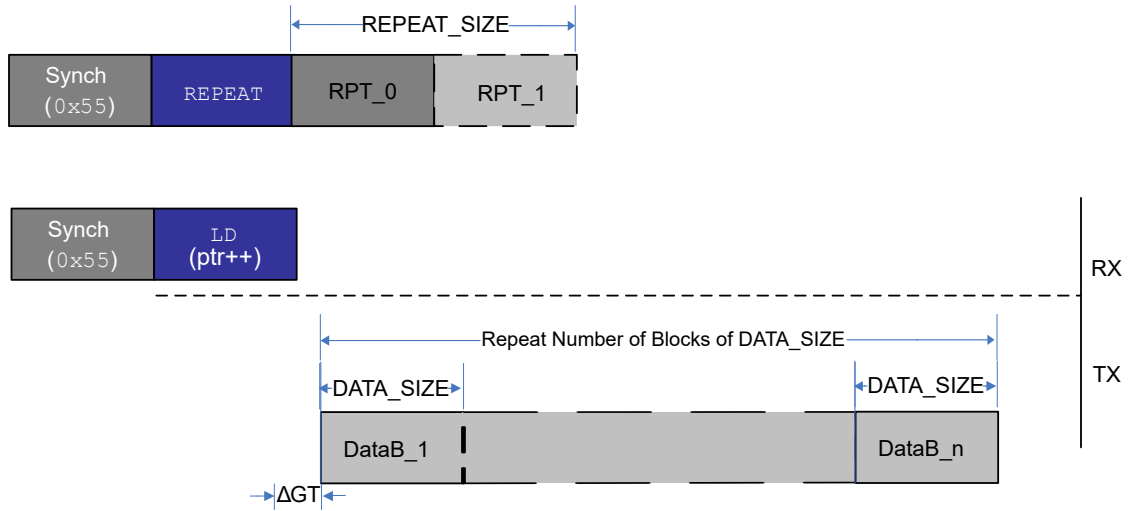 REPEAT_SIZE
Synch
(0x55)
REPEAT
RPT_0
RPT_1
Synch
(0x55)
LD
(ptr++)
RX
Repeat Number of Blocks of DATA_SIZE
TX
DATA_SIZE
DATA_SIZE
DataB_1
DataB_n
ΔGT